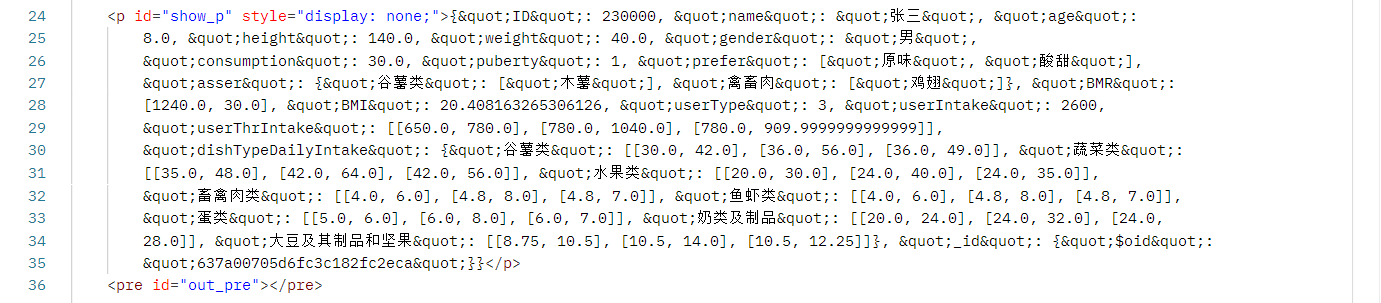 24 <p id="show_p" style="display: none;">{&quot;ID&quot;: 230000, &quot;name&quot;: &quot;张三&quot;, &quot;age&quot;:
25 8.0, &quot;height&quot;: 140.0, &quot;weight&quot;: 40.0, &quot;gender&quot;: &quot;男&quot;,
26 &quot;consumption&quot;: 30.0, &quot;puberty&quot;: 1, &quot;prefer&quot;: [&quot;原味&quot;, &quot;酸甜&quot;],
27 &quot;asser&quot;: {&quot;谷薯类&quot;: [&quot;木薯&quot;], &quot;禽畜肉&quot;: [&quot;鸡翅&quot;]}, &quot;BMR&quot;:
28 [1240.0, 30.0], &quot;BMI&quot;: 20.408163265306126, &quot;userType&quot;: 3, &quot;userIntake&quot;: 2600,
29 &quot;userThrIntake&quot;: [[650.0, 780.0], [780.0, 1040.0], [780.0, 909.9999999999999]],
30 &quot;dishTypeDailyIntake&quot;: {&quot;谷薯类&quot;: [[30.0, 42.0], [36.0, 56.0], [36.0, 49.0]], &quot;蔬菜类&quot;:
31 [[35.0, 48.0], [42.0, 64.0], [42.0, 56.0]], &quot;水果类&quot;: [[20.0, 30.0], [24.0, 40.0], [24.0, 35.0]],
32 &quot;畜禽肉类&quot;: [[4.0, 6.0], [4.8, 8.0], [4.8, 7.0]], &quot;鱼虾类&quot;: [[4.0, 6.0], [4.8, 8.0], [4.8, 7.0]],
33 &quot;蛋类&quot;: [[5.0, 6.0], [6.0, 8.0], [6.0, 7.0]], &quot;奶类及制品&quot;: [[20.0, 24.0], [24.0, 32.0], [24.0,
34 28.0]], &quot;大豆及其制品和坚果&quot;: [[8.75, 10.5], [10.5, 14.0], [10.5, 12.25]]}, &quot;_id&quot;: {&quot;$oid&quot;:
35 &quot;637a00705d6fc3c182fc2eca&quot;}}</p>
36 <pre id="out_pre"></pre>